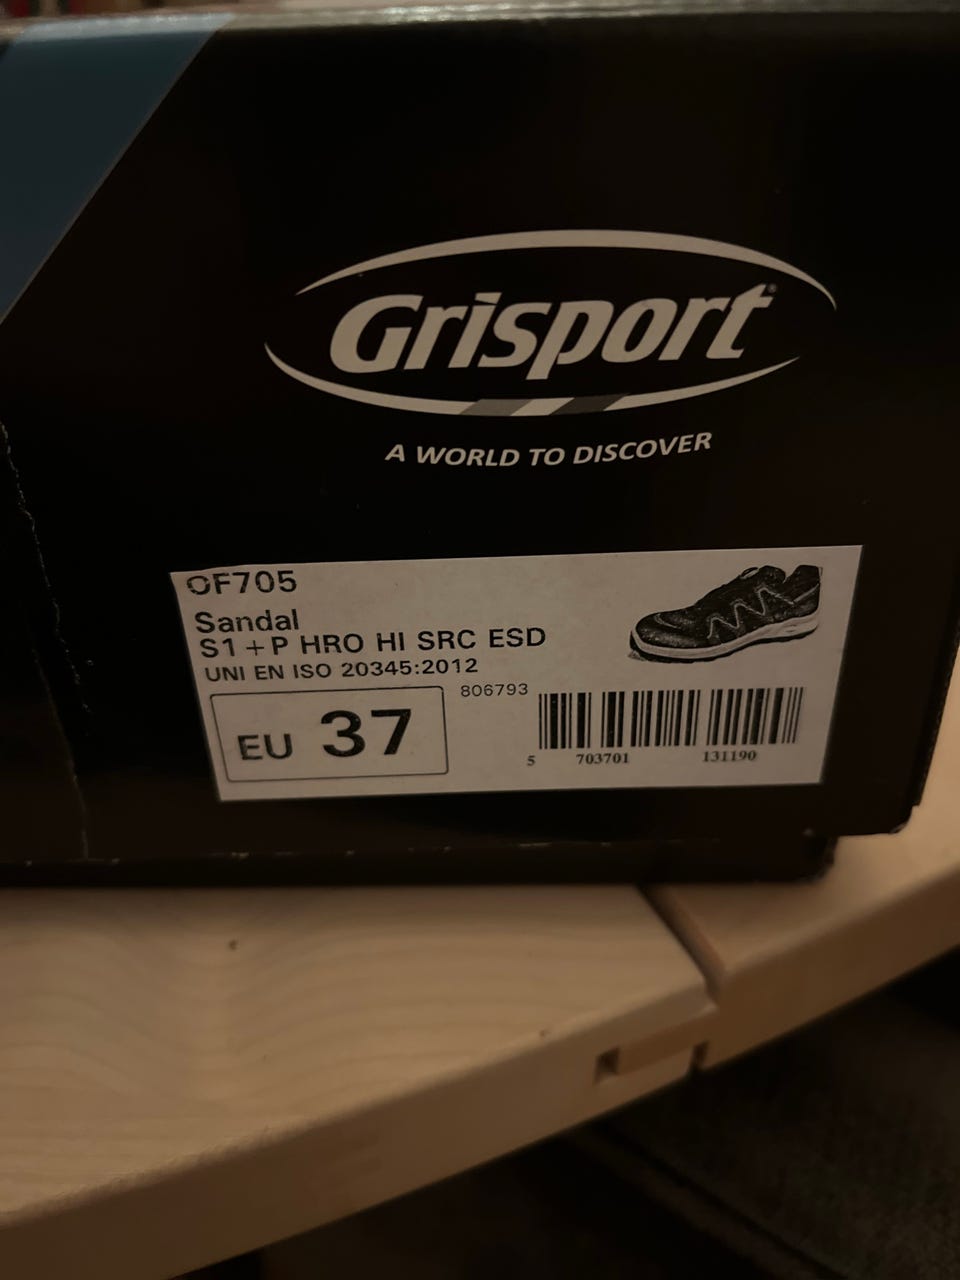 Grisport®
A WORLD TO DISCOVER
OF705
Sandal
S1+P HRO HI SRC ESD
UNI EN ISO 20345:2012
806793
EU 37
5 703701 131190